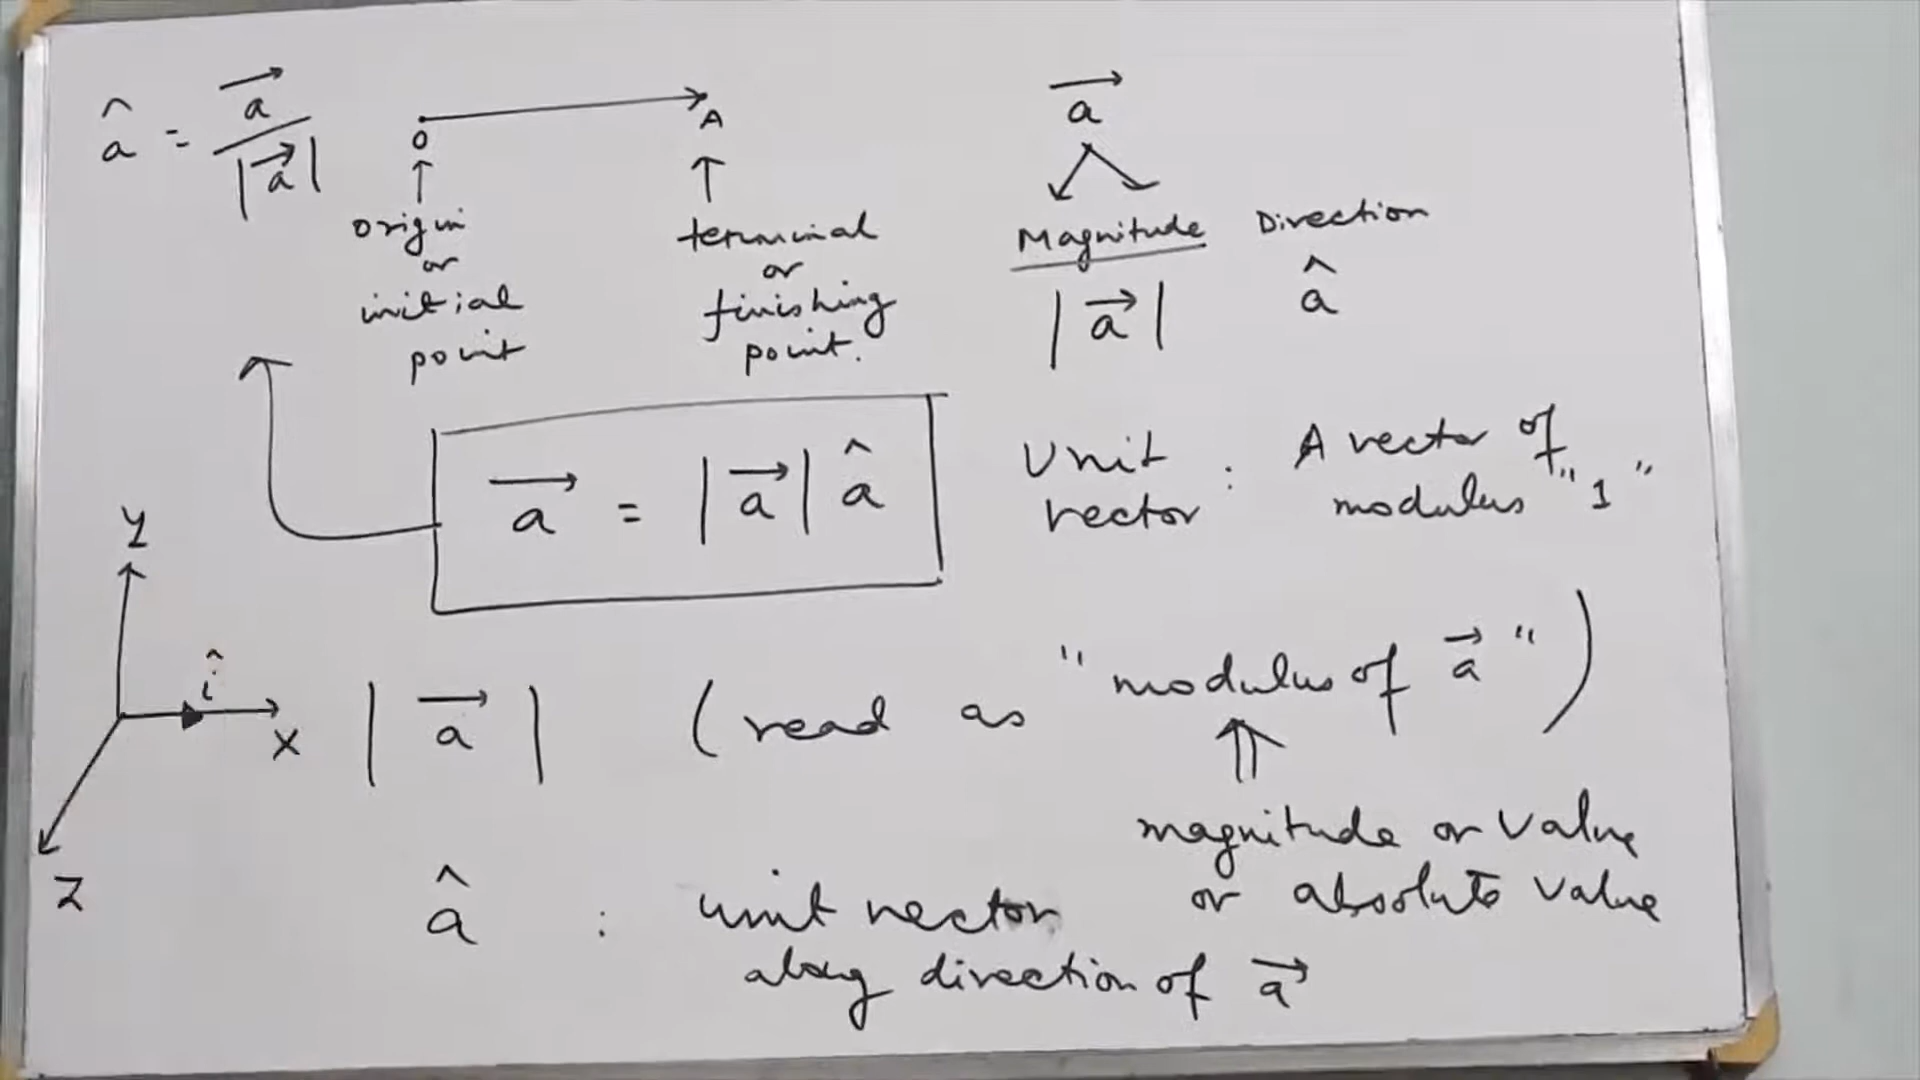 â = a⃗ / |a⃗|
O A
↑ ↑
origin
or
initial
point
terminal
or
finishing
point.
a⃗
Magnitude Direction
|a⃗| â
a⃗ = |a⃗| â
Unit vector : A vector of modulus "1"
Y
î
X
Z
|a⃗| (read as "modulus of a⃗")
magnitude or value
or absolute value
â : unit vector
along direction of a⃗